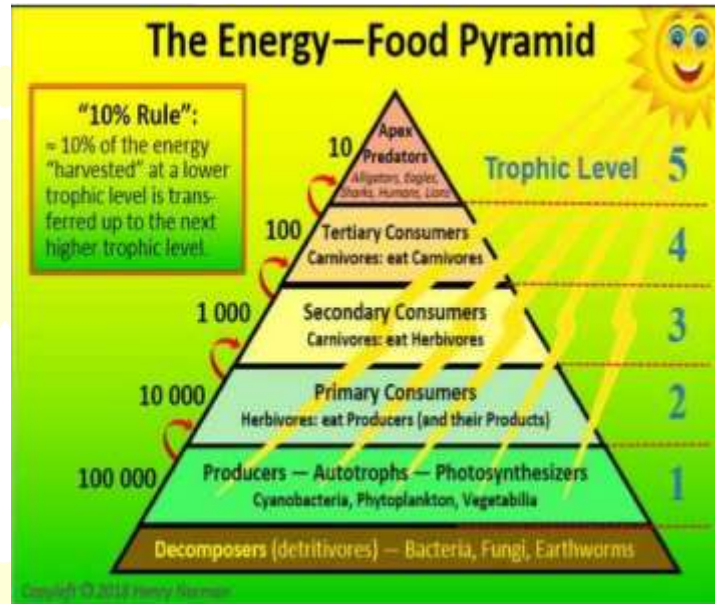 The Energy—Food Pyramid
“10% Rule”:
≈ 10% of the energy
“harvested” at a lower
trophic level is trans-
ferred up to the next
higher trophic level.
10
Apex
Predators
Alligators, Eagles,
Sharks, Humans, Lions
Trophic Level 5
100
Tertiary Consumers
Carnivores: eat Carnivores
4
1 000
Secondary Consumers
Carnivores: eat Herbivores
3
10 000
Primary Consumers
Herbivores: eat Producers (and their Products)
2
100 000
Producers — Autotrophs — Photosynthesizers
Cyanobacteria, Phytoplankton, Vegetabilia
1
Decomposers (detritivores) — Bacteria, Fungi, Earthworms
Copyleft © 2018 Henry Norman